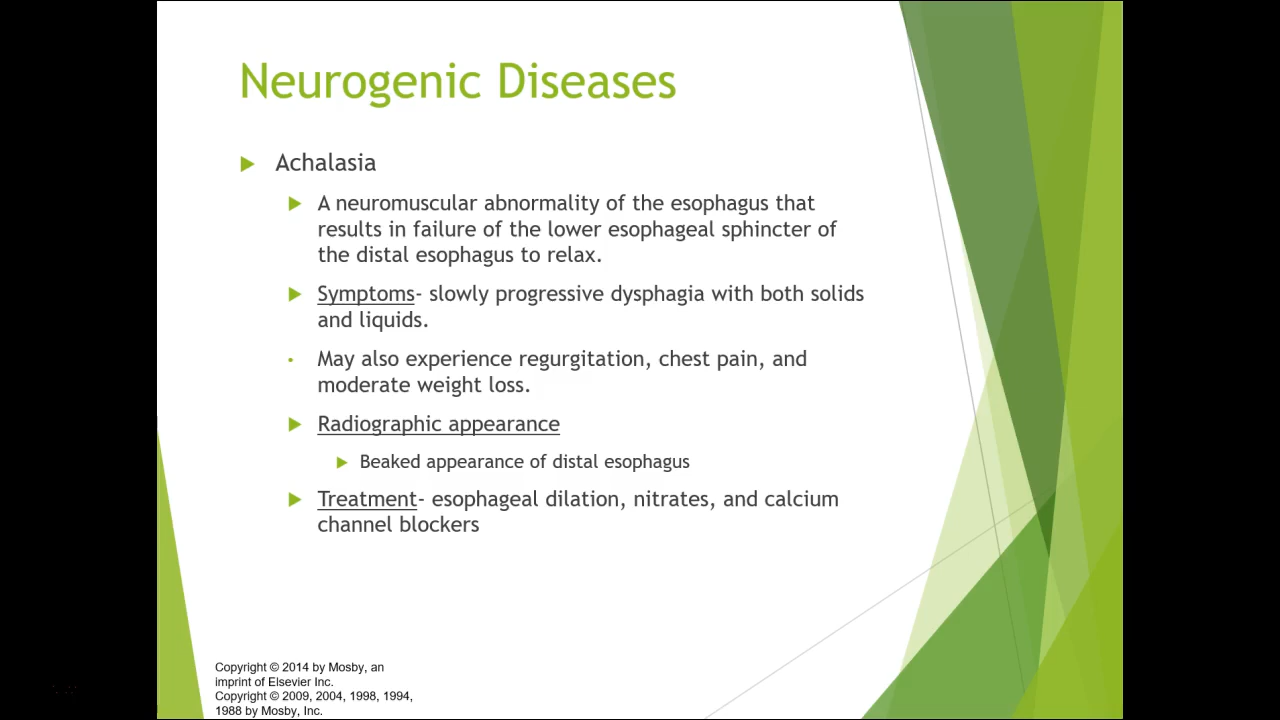 Neurogenic Diseases
Achalasia
A neuromuscular abnormality of the esophagus that
results in failure of the lower esophageal sphincter of
the distal esophagus to relax.
Symptoms- slowly progressive dysphagia with both solids
and liquids.
May also experience regurgitation, chest pain, and
moderate weight loss.
Radiographic appearance
Beaked appearance of distal esophagus
Treatment- esophageal dilation, nitrates, and calcium
channel blockers
Copyright © 2014 by Mosby, an
imprint of Elsevier Inc.
Copyright © 2009, 2004, 1998, 1994,
1988 by Mosby, Inc.